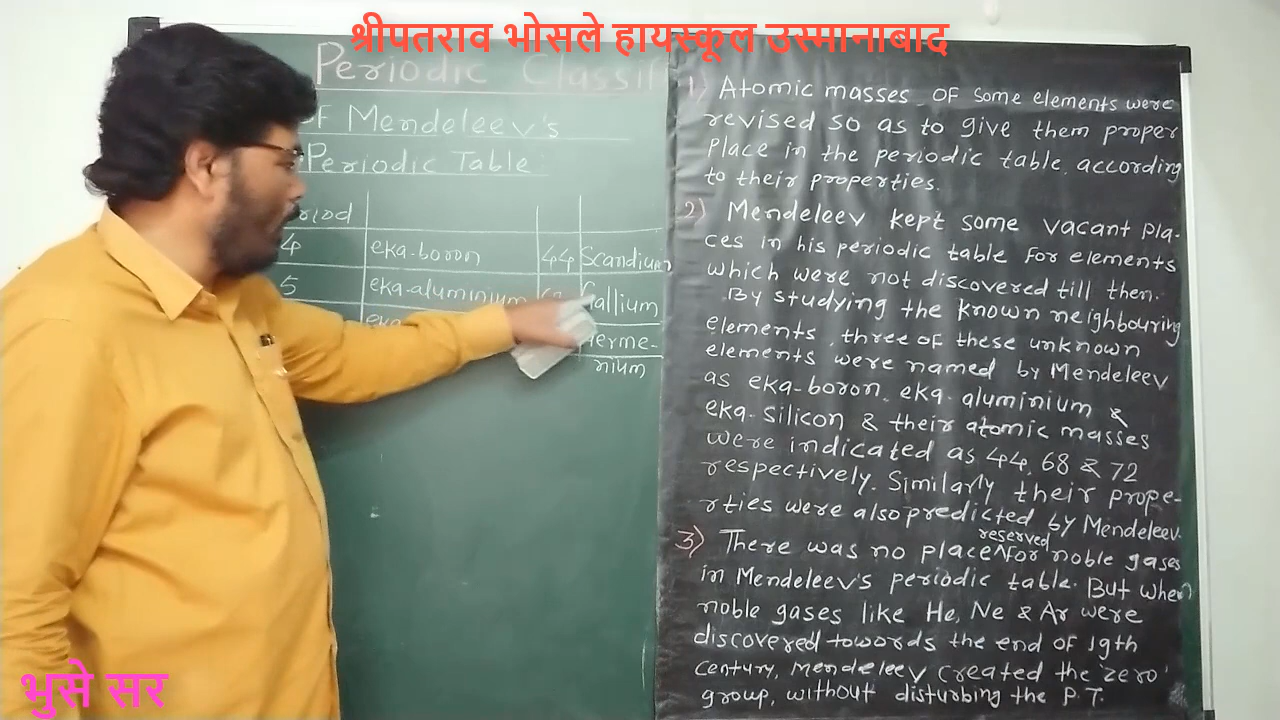 श्रीपतराव भोसले हायस्कूल उस्मानाबाद
Periodic Classif
of Mendeleev's
Periodic Table:
riod
4 eka-boron 44 Scandium
5 eka-aluminium Gallium
eka
erme-
nium
1) Atomic masses of some elements were
revised so as to give them proper
place in the periodic table. according
to their properties.
2) Mendeleev kept some vacant pla-
ces in his periodic table for elements
which were not discovered till then.
By studying the known neighbouring
elements, three of these unknown
elements were named by Mendeleev
as eka-boron, eka-aluminium &
eka-silicon & their atomic masses
were indicated as 44, 68 & 72
respectively. Similarly their prope-
rties were also predicted by Mendeleev.
3) There was no place reserved for noble gases
in Mendeleev's periodic table. But when
noble gases like He, Ne & Ar were
discovered towords the end of 19th
century, mendeleev created the 'zero'
group, without disturbing the P.T.
भुसे सर